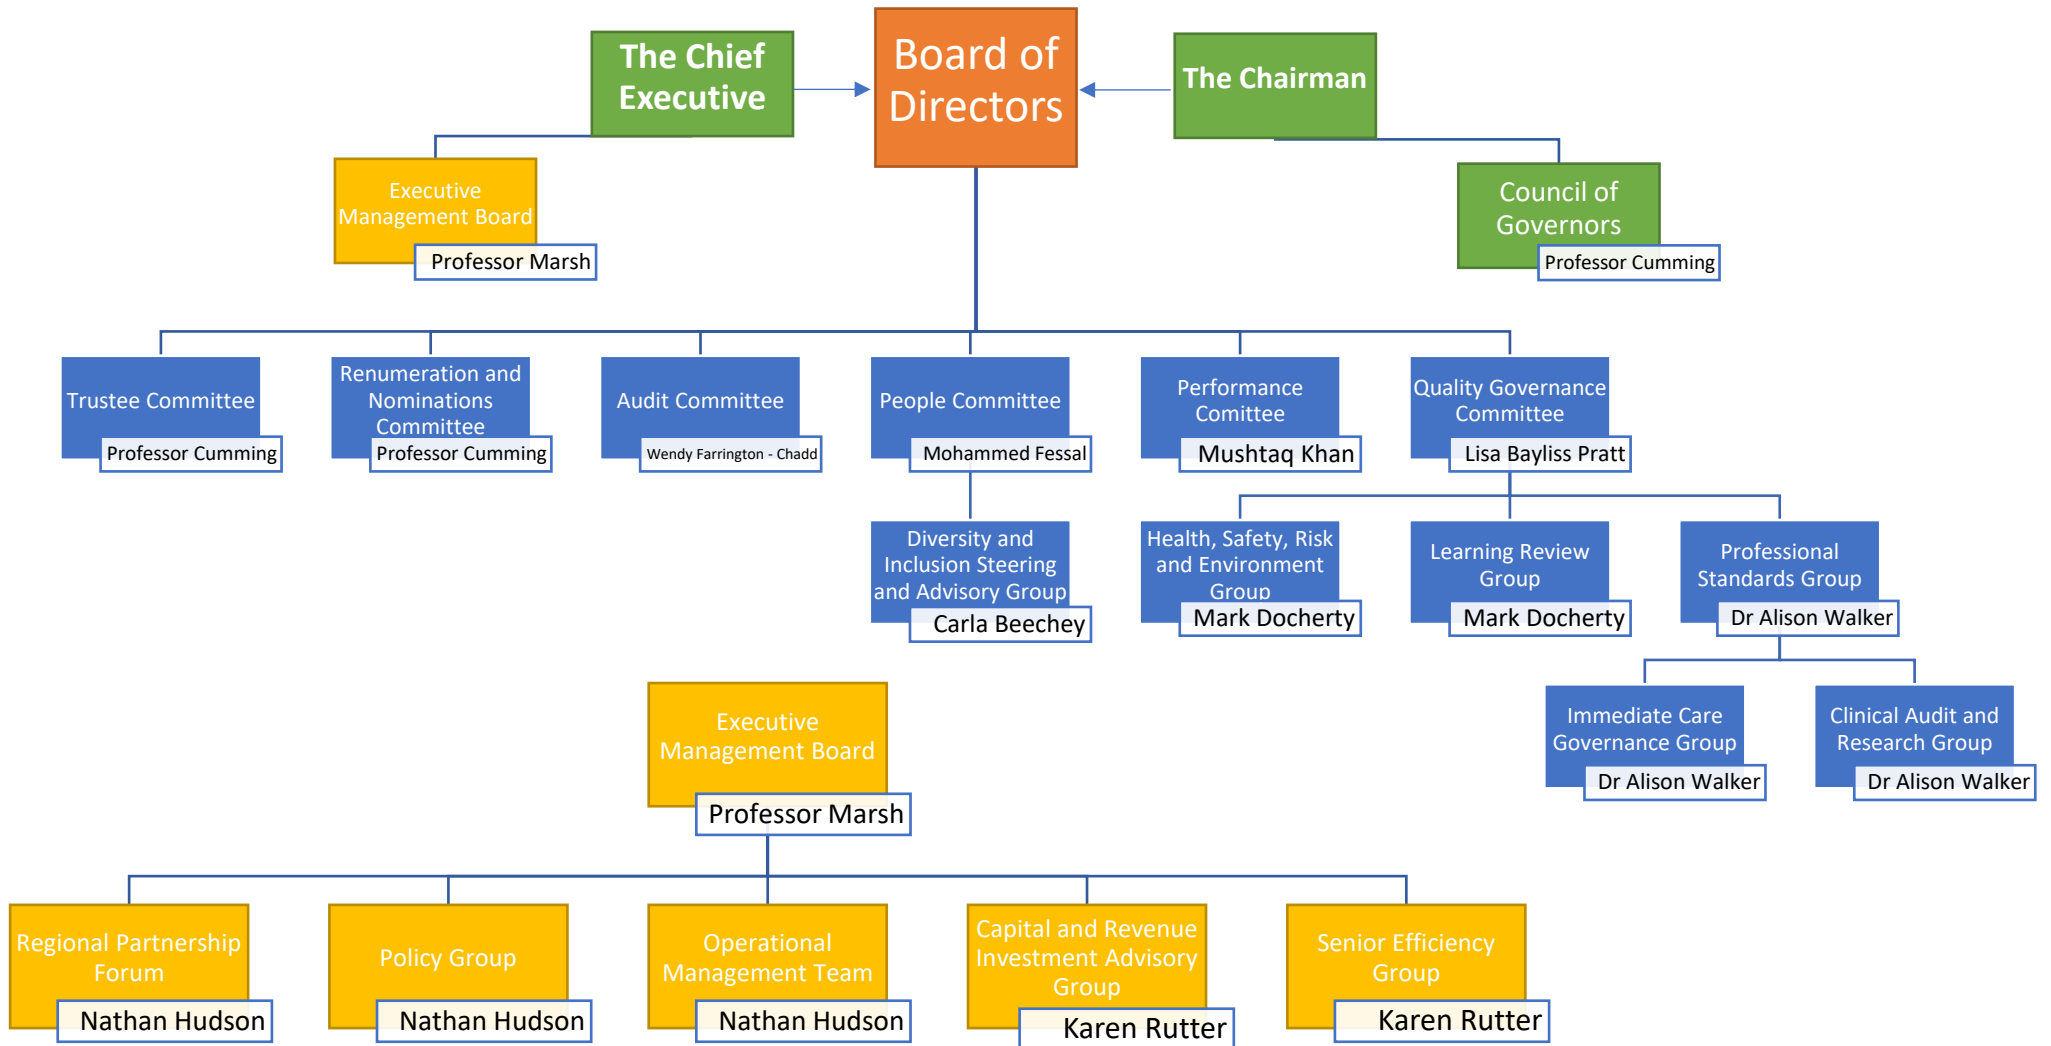 The Chief
Executive
Board of
Directors
The Chairman
Executive
Management Board
Professor Marsh
Council of
Governors
Professor Cumming
Trustee Committee
Professor Cumming
Renumeration and
Nominations
Committee
Professor Cumming
Audit Committee
Wendy Farrington - Chadd
People Committee
Mohammed Fessal
Performance
Comittee
Mushtaq Khan
Quality Governance
Committee
Lisa Bayliss Pratt
Diversity and
Inclusion Steering
and Advisory Group
Carla Beechey
Health, Safety, Risk
and Environment
Group
Mark Docherty
Learning Review
Group
Mark Docherty
Professional
Standards Group
Dr Alison Walker
Immediate Care
Governance Group
Dr Alison Walker
Clinical Audit and
Research Group
Dr Alison Walker
Executive
Management Board
Professor Marsh
Regional Partnership
Forum
Nathan Hudson
Policy Group
Nathan Hudson
Operational
Management Team
Nathan Hudson
Capital and Revenue
Investment Advisory
Group
Karen Rutter
Senior Efficiency
Group
Karen Rutter